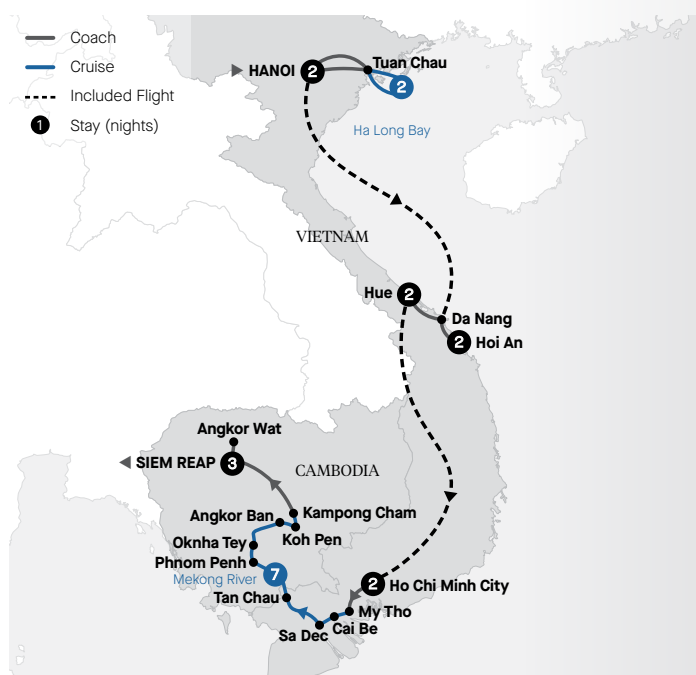 Coach
Cruise
Included Flight
1 Stay (nights)
HANOI
2
Tuan Chau
2
Ha Long Bay
VIETNAM
Hue
2
Da Nang
2
Hoi An
Angkor Wat
SIEM REAP
3
CAMBODIA
Angkor Ban
Kampong Cham
Koh Pen
Oknha Tey
Phnom Penh
Mekong River
7
2
Ho Chi Minh City
Tan Chau
My Tho
Cai Be
Sa Dec